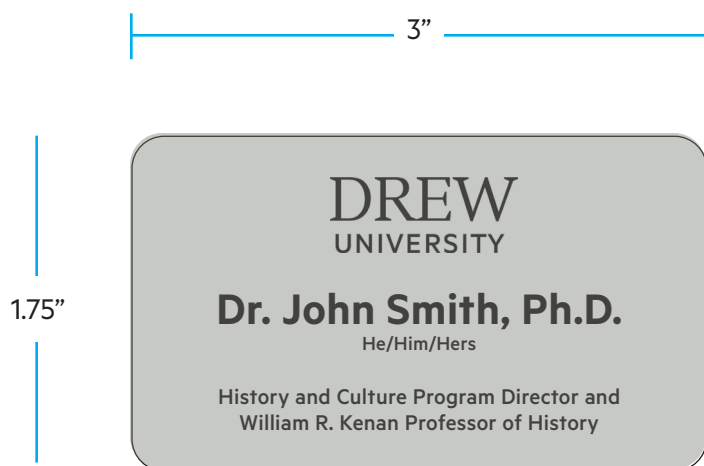 3”
DREW
UNIVERSITY
Dr. John Smith, Ph.D.
He/Him/Hers
1.75”
History and Culture Program Director and
William R. Kenan Professor of History